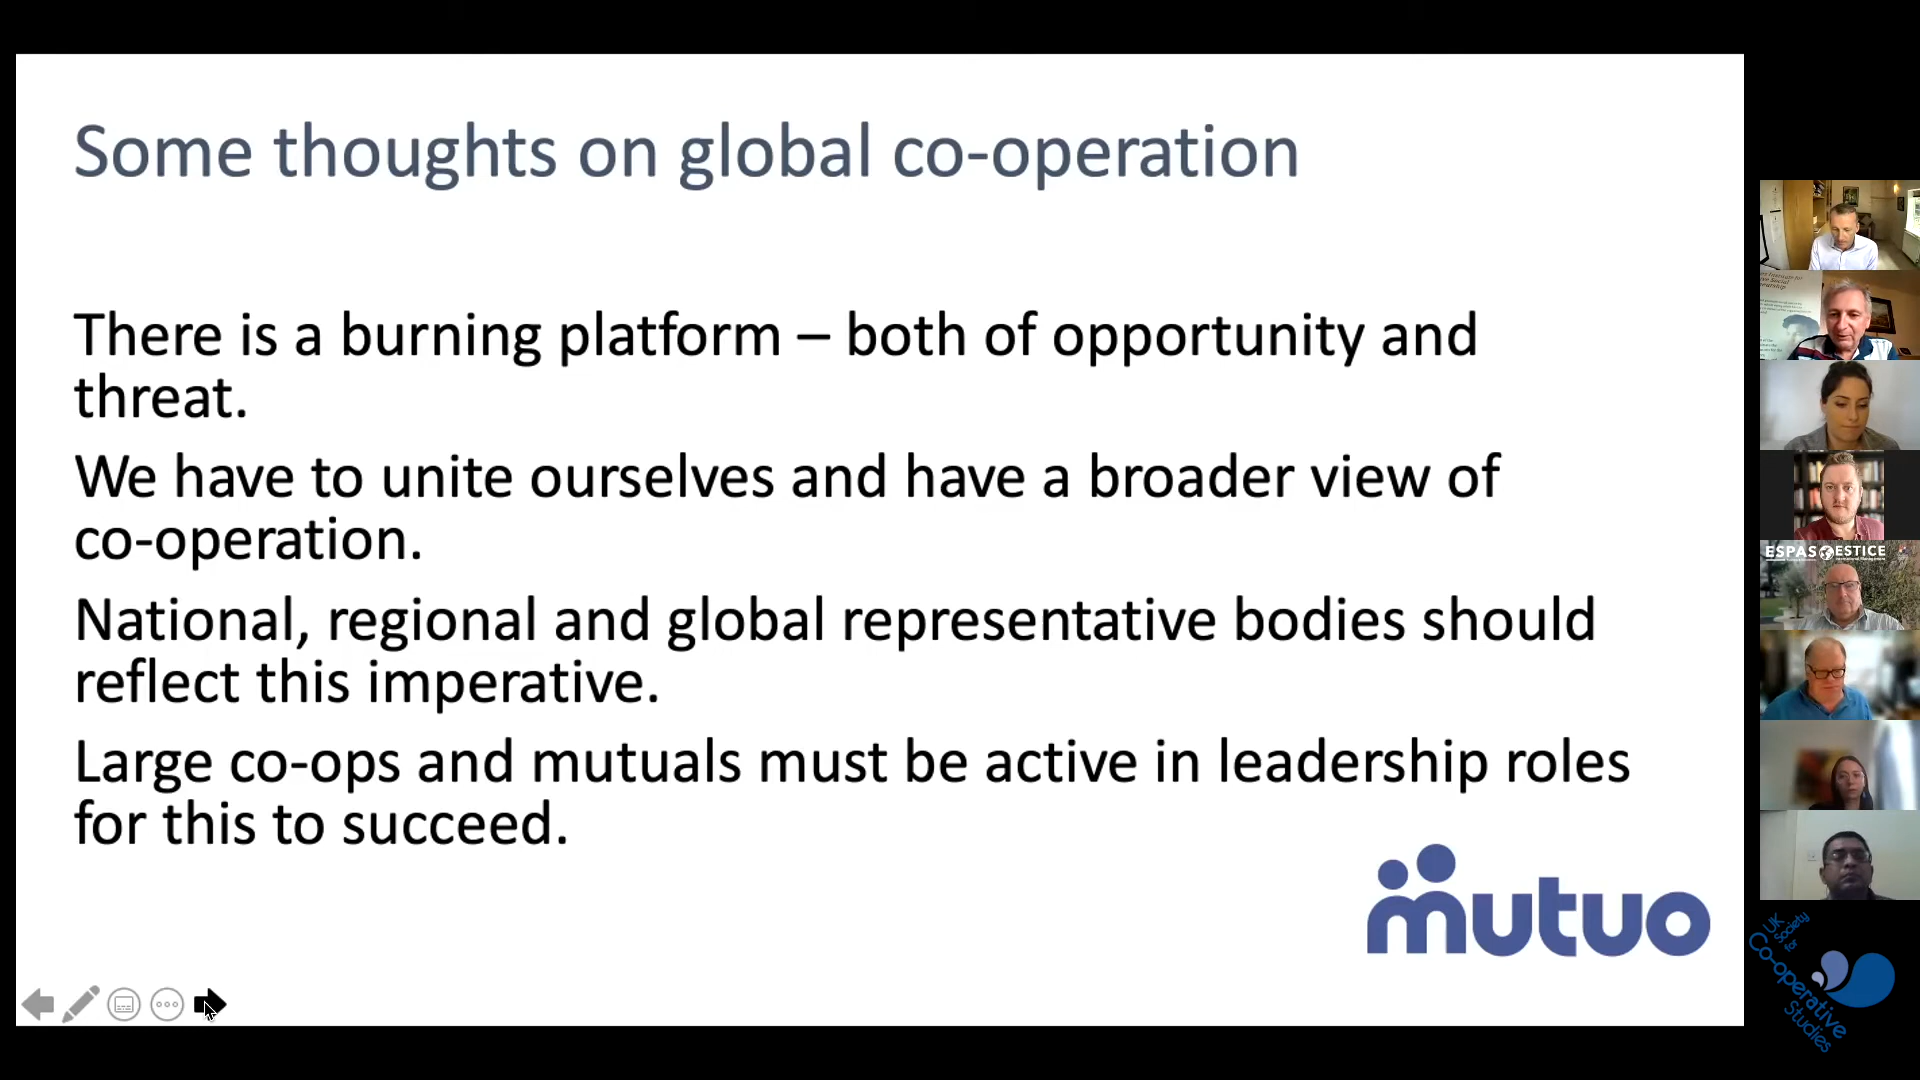 Some thoughts on global co-operation
There is a burning platform – both of opportunity and
threat.
We have to unite ourselves and have a broader view of
co-operation.
National, regional and global representative bodies should
reflect this imperative.
Large co-ops and mutuals must be active in leadership roles
for this to succeed.
mutuo
ESPAS ESTICE
UK
Society
for
Co-operative
Studies